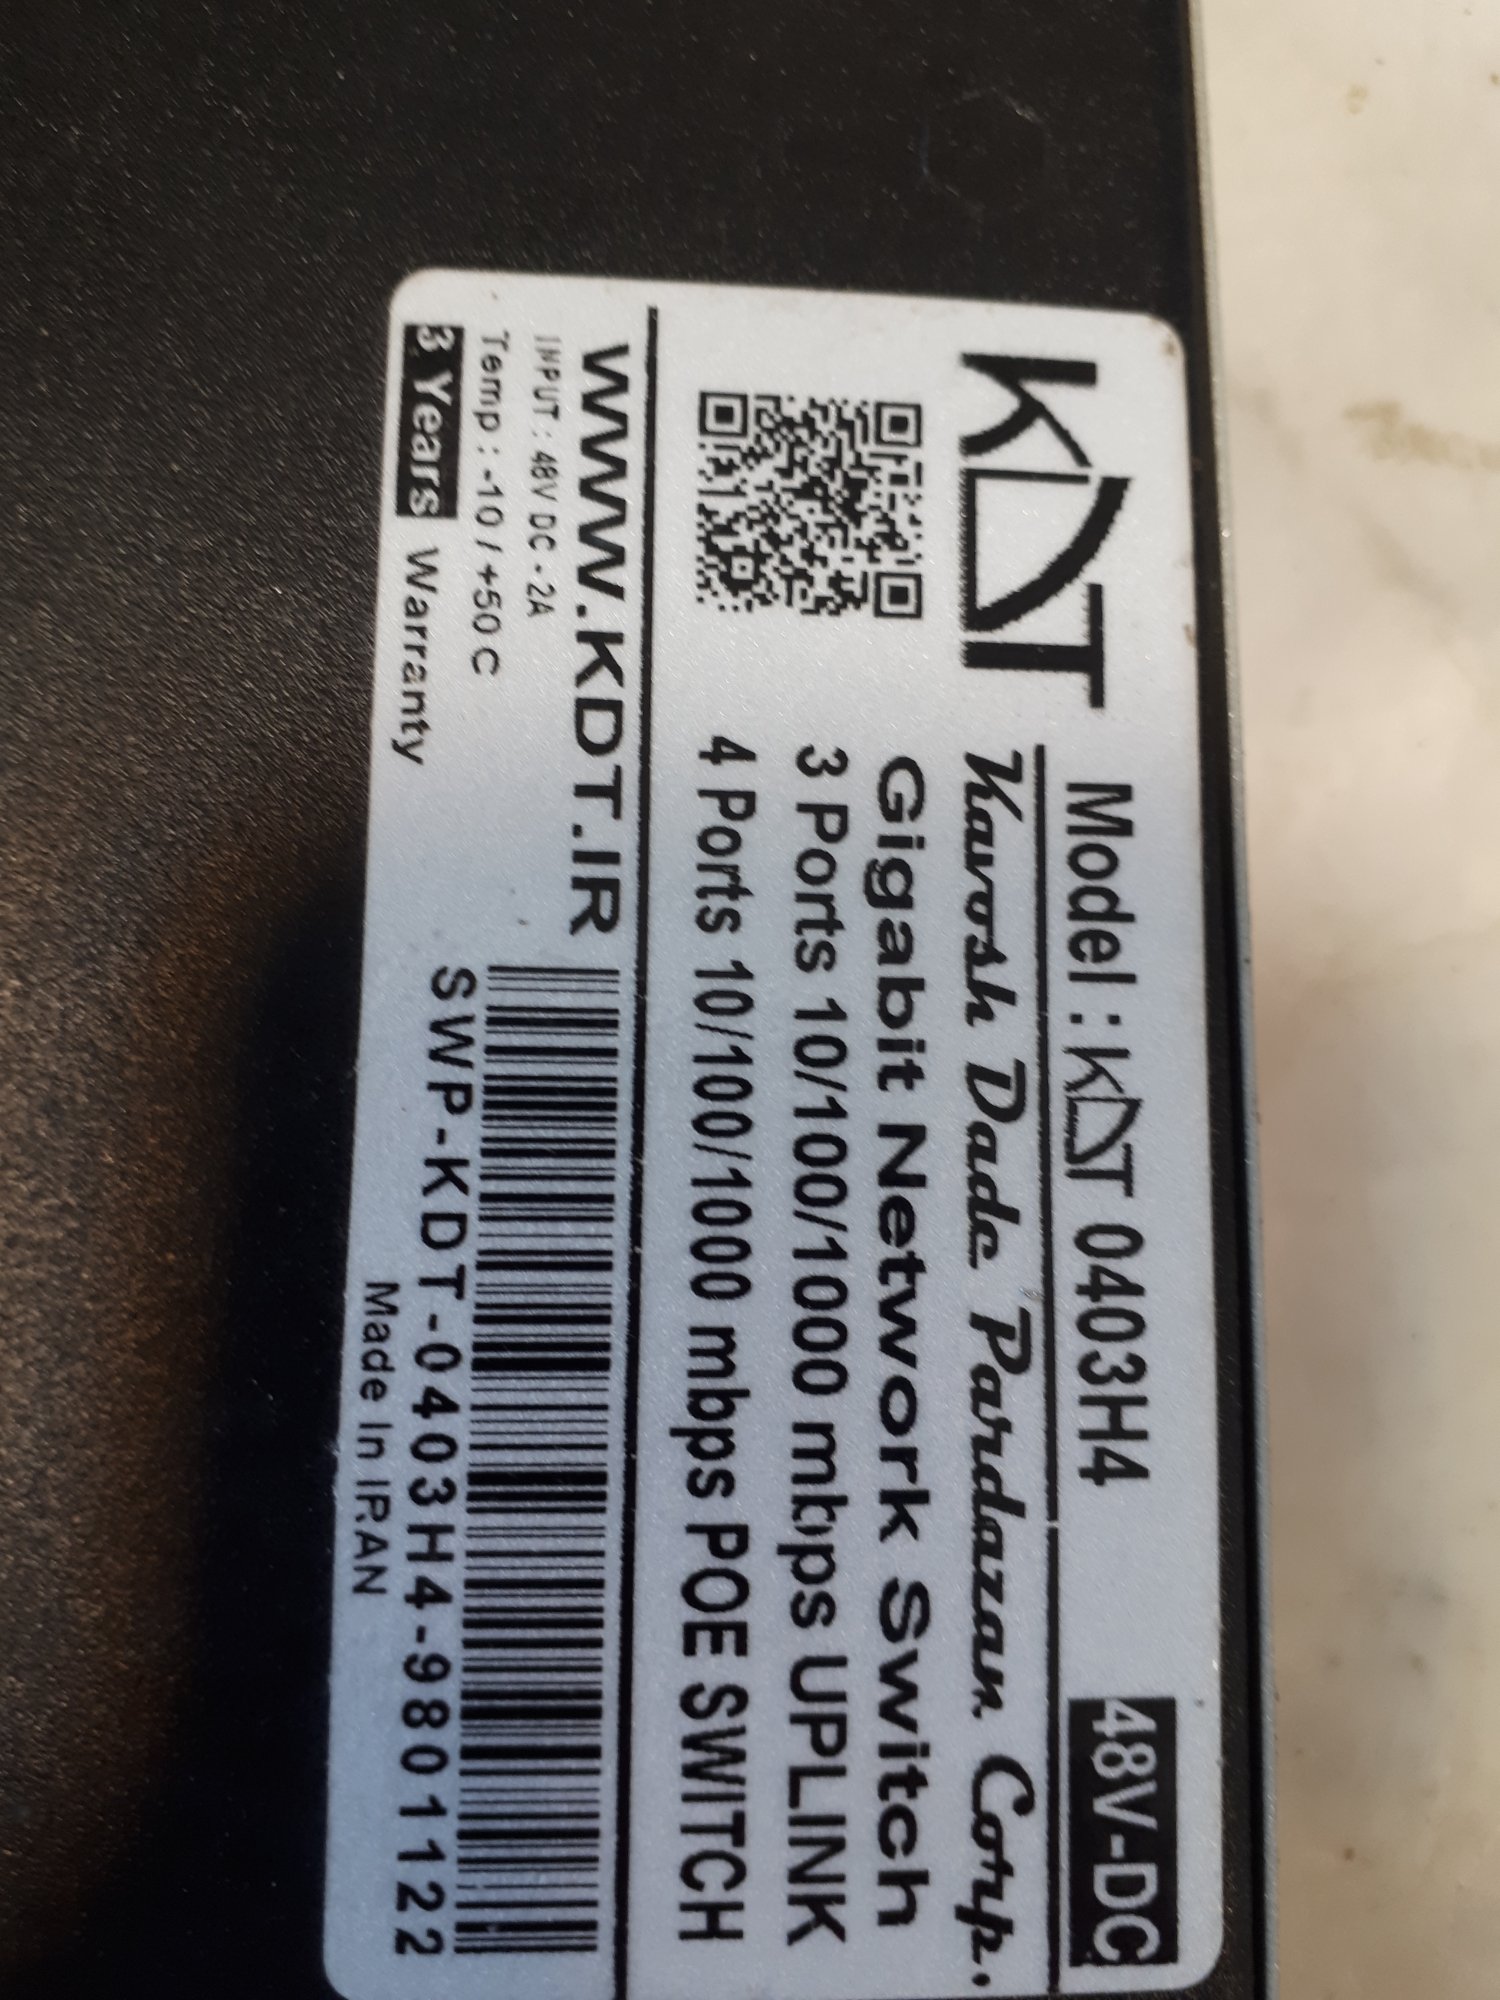 KDT
Model : KDT 0403H4
48V-DC
Kavosh Dade Pardazan Corp.
Gigabit Network Switch
3 Ports 10/100/1000 mbps UPLINK
4 Ports 10/100/1000 mbps POE SWITCH
WWW.KDT.IR
INPUT : 48V DC - 2A
Temp : -10 / +50 C
3 Years Warranty
SWP-KDT-0403H4-9801122
Made In IRAN